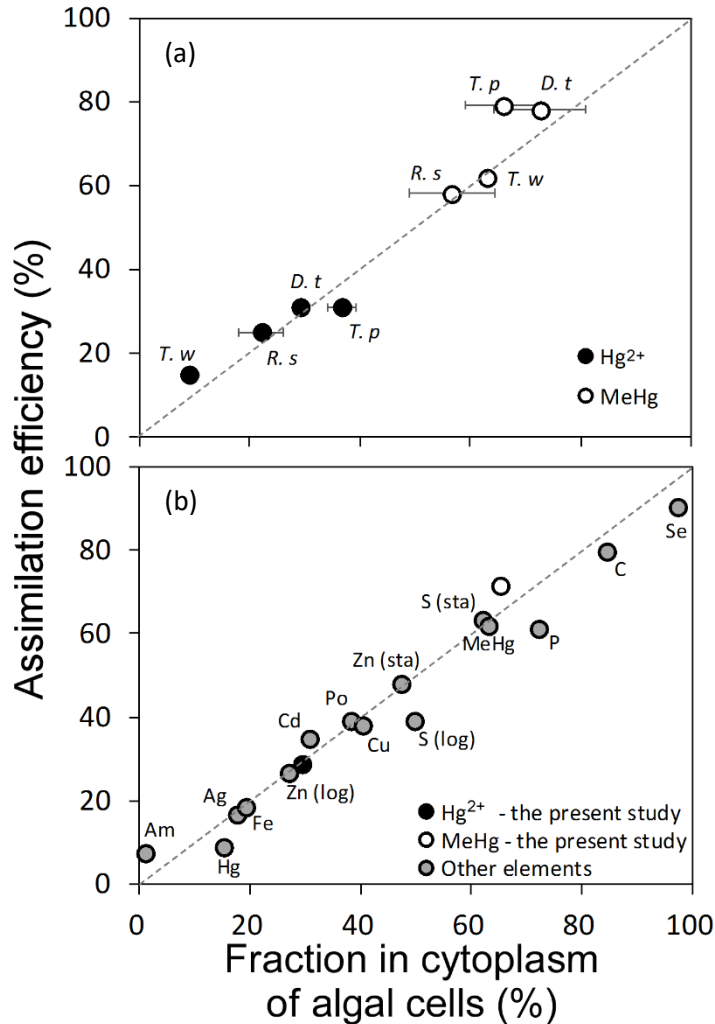 Assimilation efficiency (%)
100
80
60
40
20
0
(a)
T. p
D. t
R. s
T. w
D. t
T. p
T. w
R. s
Hg²⁺
MeHg
100
80
60
40
20
0
(b)
Se
C
S (sta)
MeHg
P
Zn (sta)
Po
Cu
S (log)
Cd
Zn (log)
Ag
Fe
Am
Hg
Hg²⁺ - the present study
MeHg - the present study
Other elements
0 20 40 60 80 100
Fraction in cytoplasm
of algal cells (%)